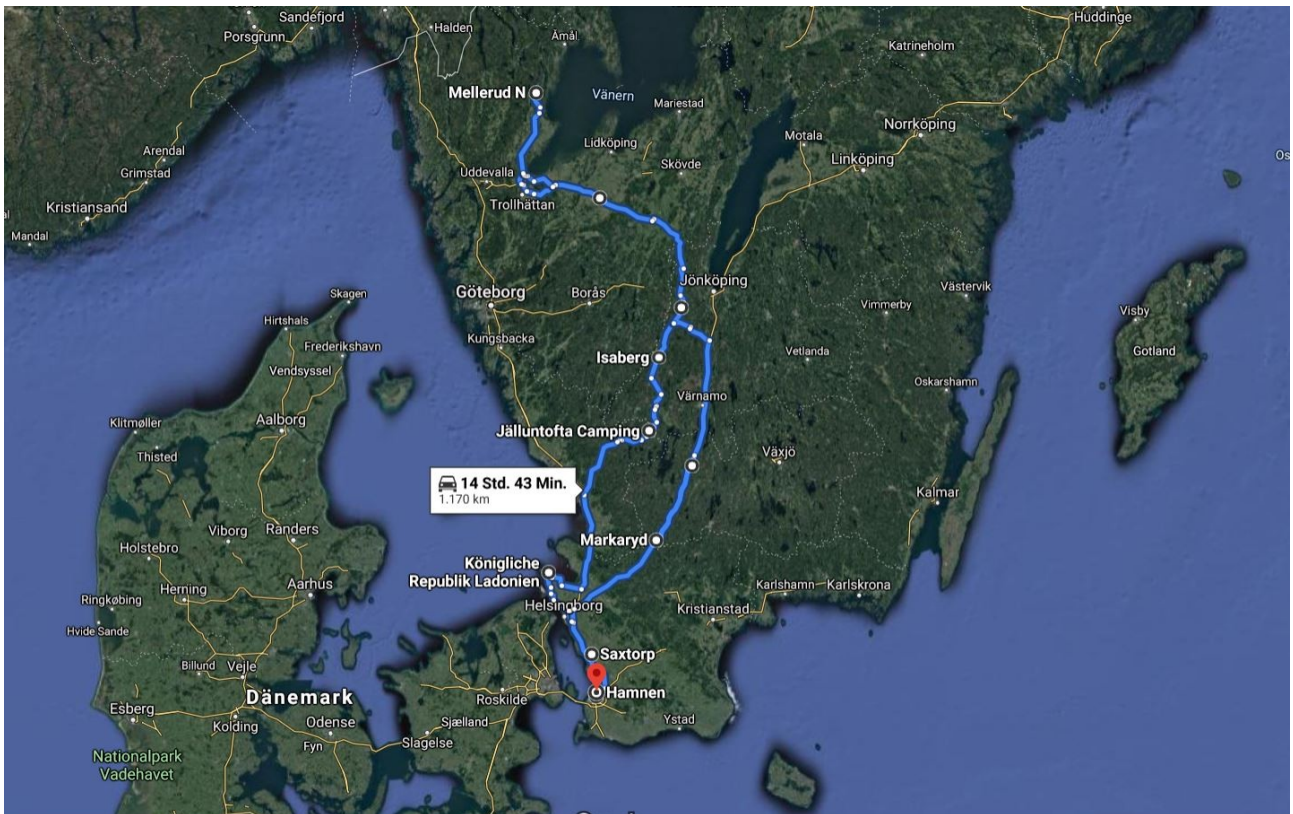 Sandefjord
Porsgrunn
Halden
Åmål
Huddinge
Katrineholm
Mellerud N
Vänern
Mariestad
Norrköping
Motala
Lidköping
Linköping
Arendal
Skövde
Grimstad
Uddevalla
Trollhättan
Kristiansand
Mandal
Jönköping
Skagen
Göteborg
Borås
Västervik
Vimmerby
Visby
Hirtshals
Kungsbacka
Frederikshavn
Gotland
Isaberg
Vetlanda
Vendsyssel
Oskarshamn
Värnamo
Aalborg
Klitmøller
Jälluntofta Camping
Thisted
Växjö
14 Std. 43 Min.
1.170 km
Kalmar
Viborg
Randers
Markaryd
Holstebro
Königliche
Republik Ladonien
Aarhus
Herning
Karlshamn
Karlskrona
Ringkøbing
Helsingborg
Kristianstad
Hvide Sande
Saxtorp
Billund
Vejle
Hamnen
Dänemark
Roskilde
Esberg
Kolding
Odense
Sjælland
Ystad
Fyn
Slagelse
Nationalpark
Vadehavet